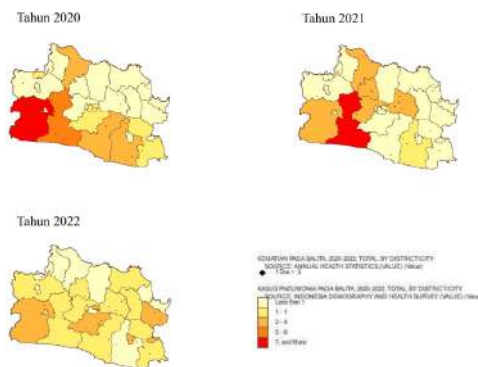 Tahun 2020
Tahun 2021
Tahun 2022
KEMATIAN PADA BALITA, 2020-2022, TOTAL, BY DISTRICT/CITY
SOURCE: ANNUAL HEALTH STATISTICS (VALUE) (Value)
1 Dot =
KASUS PNEUMONIA PADA BALITA, 2020-2022, TOTAL, BY DISTRICT/CITY
SOURCE: INDONESIA DEMOGRAPHY AND HEALTH SURVEY (VALUE) (Value)
Less than 1
1 - 1
2 - 4
5 - 6
7, and More